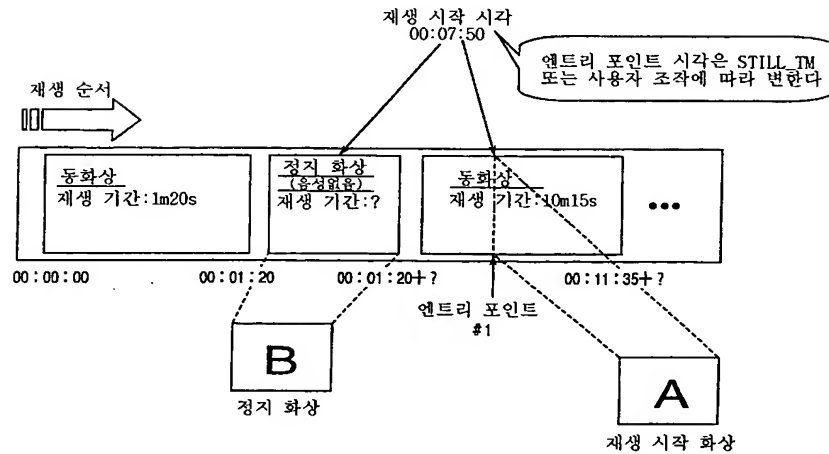 재생 시작 시각
00:07:50
엔트리 포인트 시각은 STILL_TM
또는 사용자 조작에 따라 변한다
재생 순서
동화상
재생 기간:1m20s
정지 화상
(음성없음)
재생 기간:?
동화상
재생 기간:10m15s
•••
00:00:00
00:01:20
00:01:20+?
00:11:35+?
엔트리 포인트
#1
B
정지 화상
A
재생 시작 화상